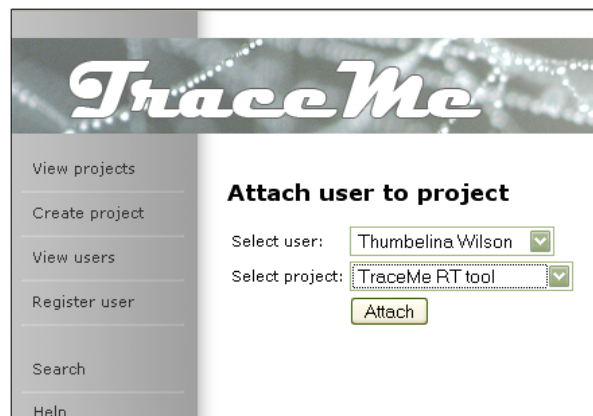 TraceMe
View projects
Create project
View users
Register user
Search
Help
Attach user to project
Select user: Thumbelina Wilson
Select project: TraceMe RT tool
Attach